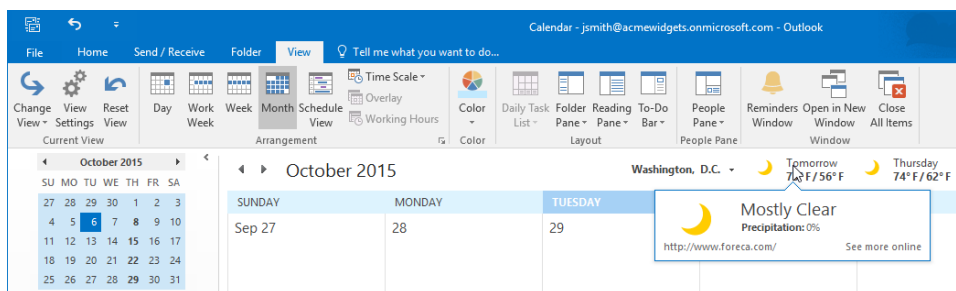 Calendar - jsmith@acmewidgets.onmicrosoft.com - Outlook
File Home Send / Receive Folder View Tell me what you want to do...
Change View
View Settings
Reset View
Day
Work Week
Week
Month
Schedule View
Time Scale
Overlay
Working Hours
Color
Daily Task List
Folder Pane
Reading Pane
To-Do Bar
People Pane
Reminders Window
Open in New Window
Close All Items
Current View Arrangement Color Layout People Pane Window
October 2015
SU MO TU WE TH FR SA
27 28 29 30 1 2 3
4 5 6 7 8 9 10
11 12 13 14 15 16 17
18 19 20 21 22 23 24
25 26 27 28 29 30 31
October 2015
Washington, D.C.
Tomorrow
F / 56° F
Thursday
74° F / 62° F
SUNDAY MONDAY TUESDAY
Sep 27 28 29
Mostly Clear
Precipitation: 0%
http://www.foreca.com/ See more online